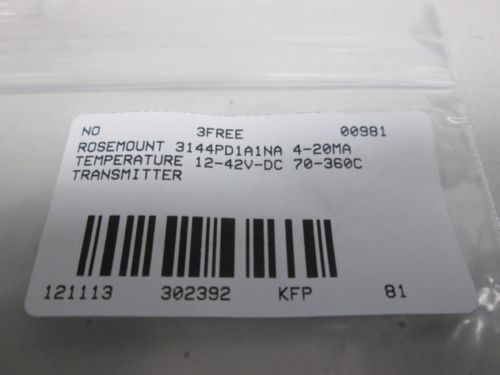 NO 3FREE 00981
ROSEMOUNT 3144PD1A1NA 4-20MA
TEMPERATURE 12-42V-DC 70-360C
TRANSMITTER
121113 302392 KFP 81